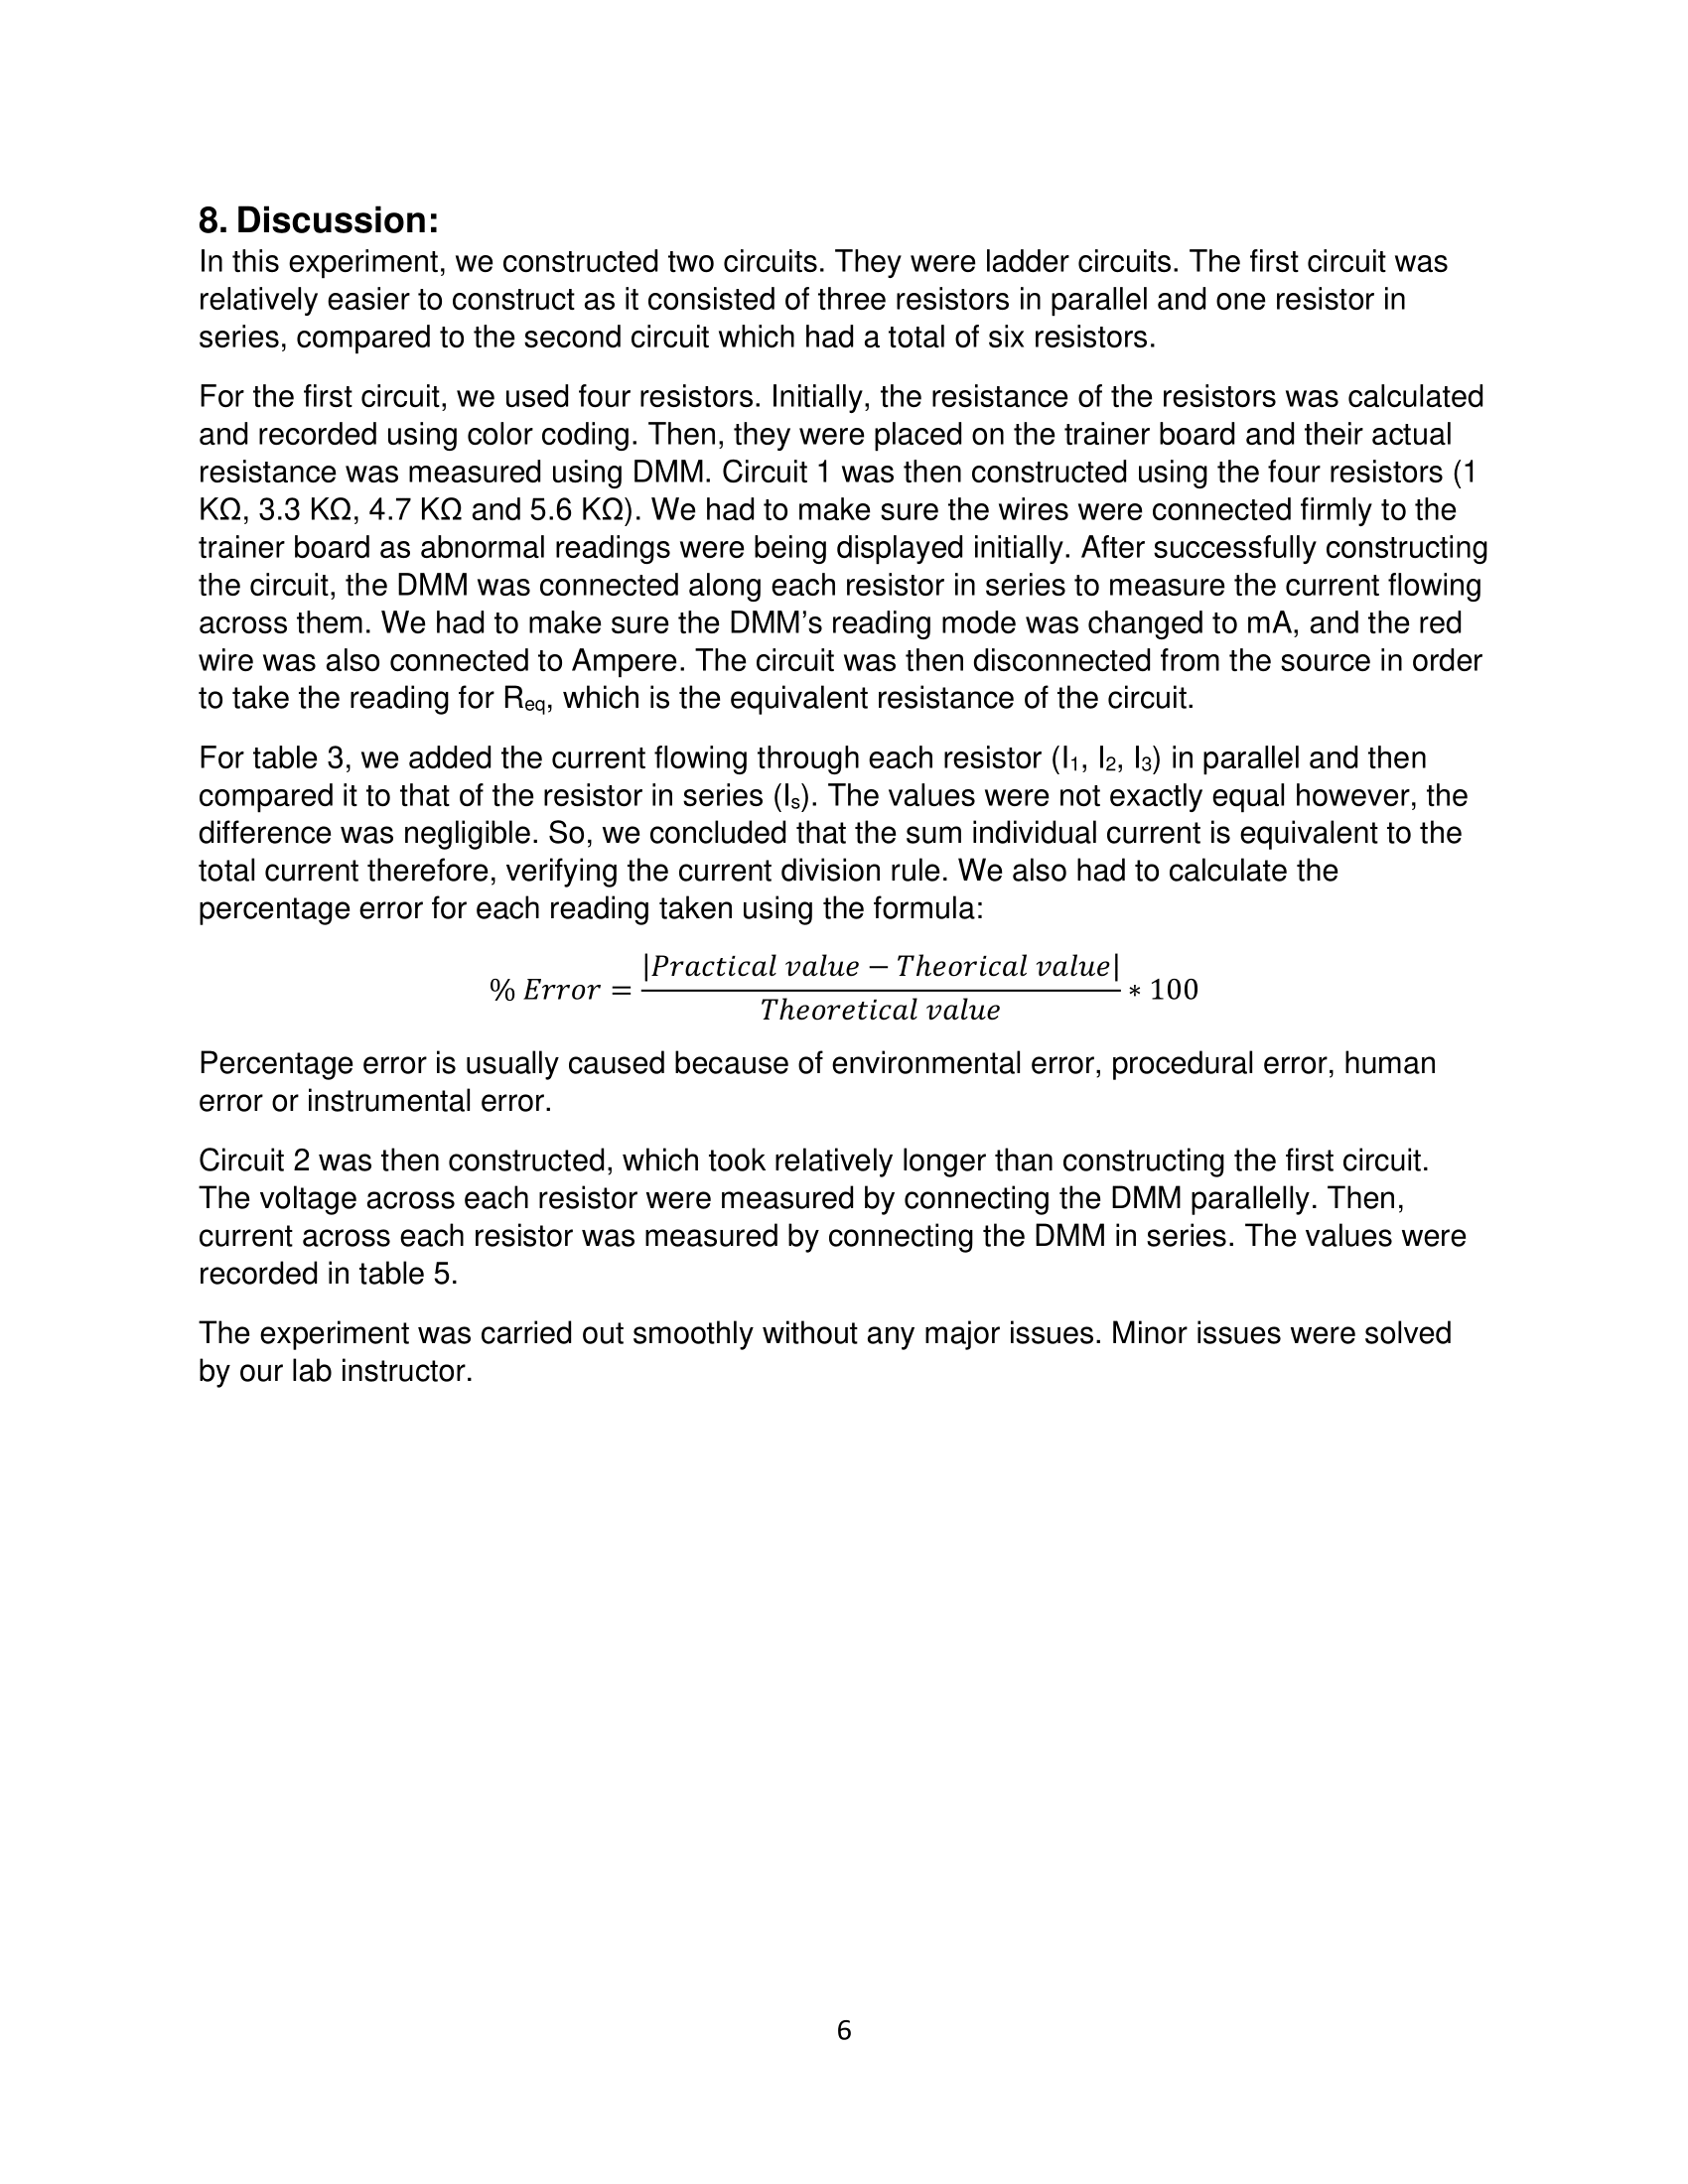 8. Discussion:
In this experiment, we constructed two circuits. They were ladder circuits. The first circuit was
relatively easier to construct as it consisted of three resistors in parallel and one resistor in
series, compared to the second circuit which had a total of six resistors.
For the first circuit, we used four resistors. Initially, the resistance of the resistors was calculated
and recorded using color coding. Then, they were placed on the trainer board and their actual
resistance was measured using DMM. Circuit 1 was then constructed using the four resistors (1
KΩ, 3.3 KΩ, 4.7 KΩ and 5.6 KΩ). We had to make sure the wires were connected firmly to the
trainer board as abnormal readings were being displayed initially. After successfully constructing
the circuit, the DMM was connected along each resistor in series to measure the current flowing
across them. We had to make sure the DMM’s reading mode was changed to mA, and the red
wire was also connected to Ampere. The circuit was then disconnected from the source in order
to take the reading for Req, which is the equivalent resistance of the circuit.
For table 3, we added the current flowing through each resistor (I1, I2, I3) in parallel and then
compared it to that of the resistor in series (Is). The values were not exactly equal however, the
difference was negligible. So, we concluded that the sum individual current is equivalent to the
total current therefore, verifying the current division rule. We also had to calculate the
percentage error for each reading taken using the formula:
% Error = |Practical value − Theorical value| / Theoretical value ∗ 100
Percentage error is usually caused because of environmental error, procedural error, human
error or instrumental error.
Circuit 2 was then constructed, which took relatively longer than constructing the first circuit.
The voltage across each resistor were measured by connecting the DMM parallelly. Then,
current across each resistor was measured by connecting the DMM in series. The values were
recorded in table 5.
The experiment was carried out smoothly without any major issues. Minor issues were solved
by our lab instructor.
6